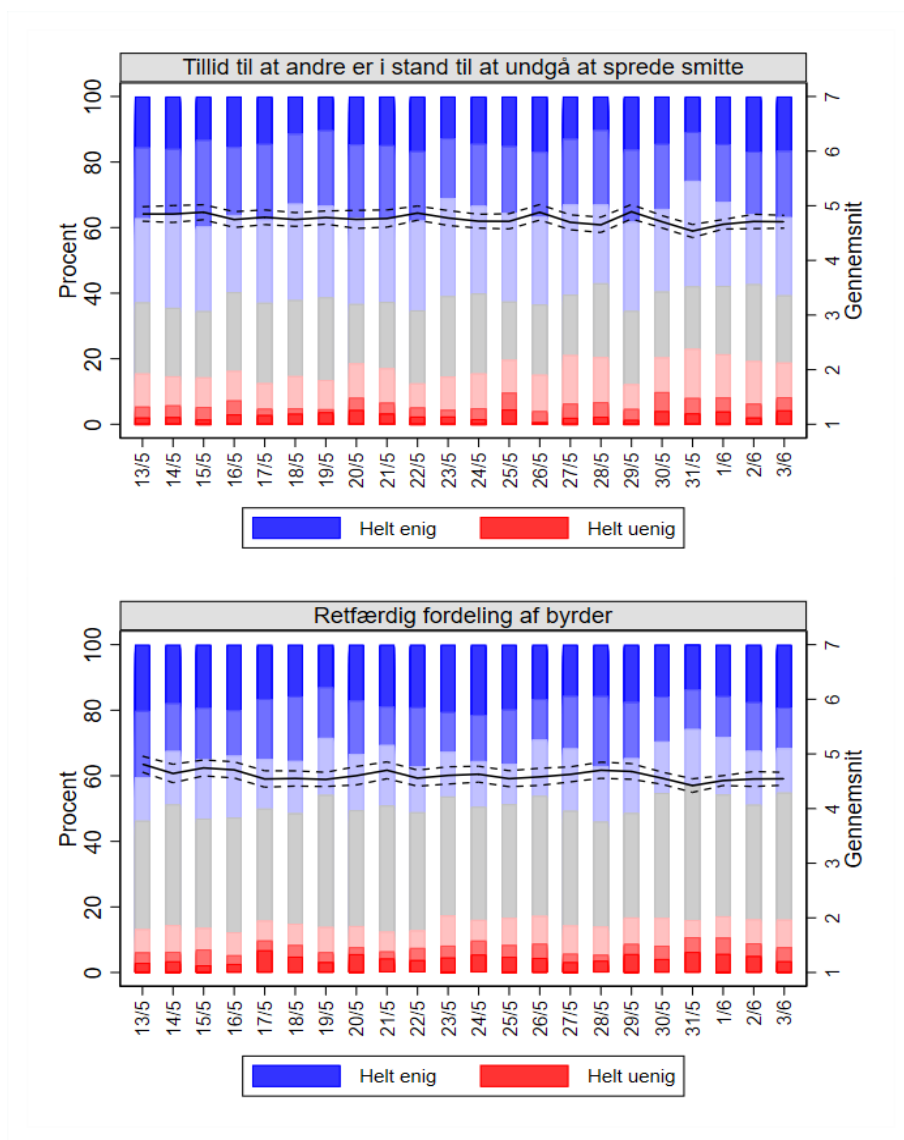 Tillid til at andre er i stand til at undgå at sprede smitte
Procent
0 20 40 60 80 100
Gennemsnit
1 2 3 4 5 6 7
13/5 14/5 15/5 16/5 17/5 18/5 19/5 20/5 21/5 22/5 23/5 24/5 25/5 26/5 27/5 28/5 29/5 30/5 31/5 1/6 2/6 3/6
Helt enig Helt uenig
Retfærdig fordeling af byrder
Procent
0 20 40 60 80 100
Gennemsnit
1 2 3 4 5 6 7
13/5 14/5 15/5 16/5 17/5 18/5 19/5 20/5 21/5 22/5 23/5 24/5 25/5 26/5 27/5 28/5 29/5 30/5 31/5 1/6 2/6 3/6
Helt enig Helt uenig